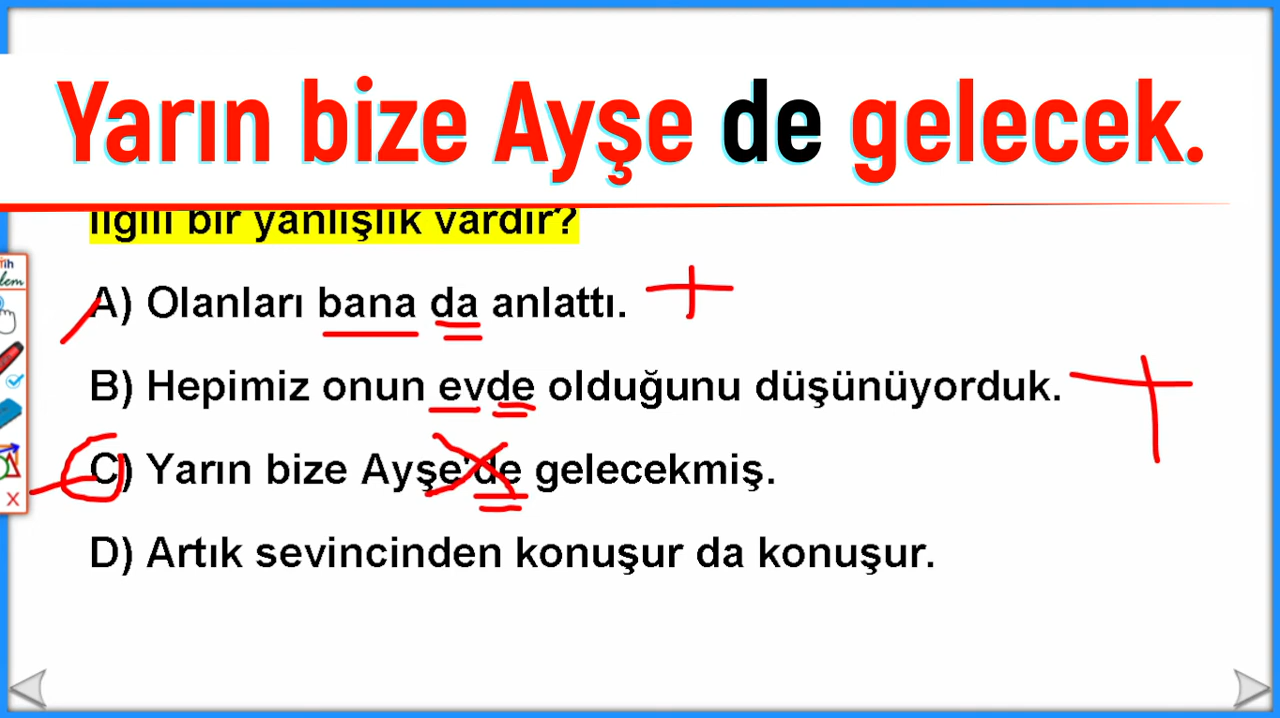 Yarın bize Ayşe de gelecek.
ilgili bir yanlışlık vardır?
A) Olanları bana da anlattı.
B) Hepimiz onun evde olduğunu düşünüyorduk.
C) Yarın bize Ayşe'de gelecekmiş.
D) Artık sevincinden konuşur da konuşur.